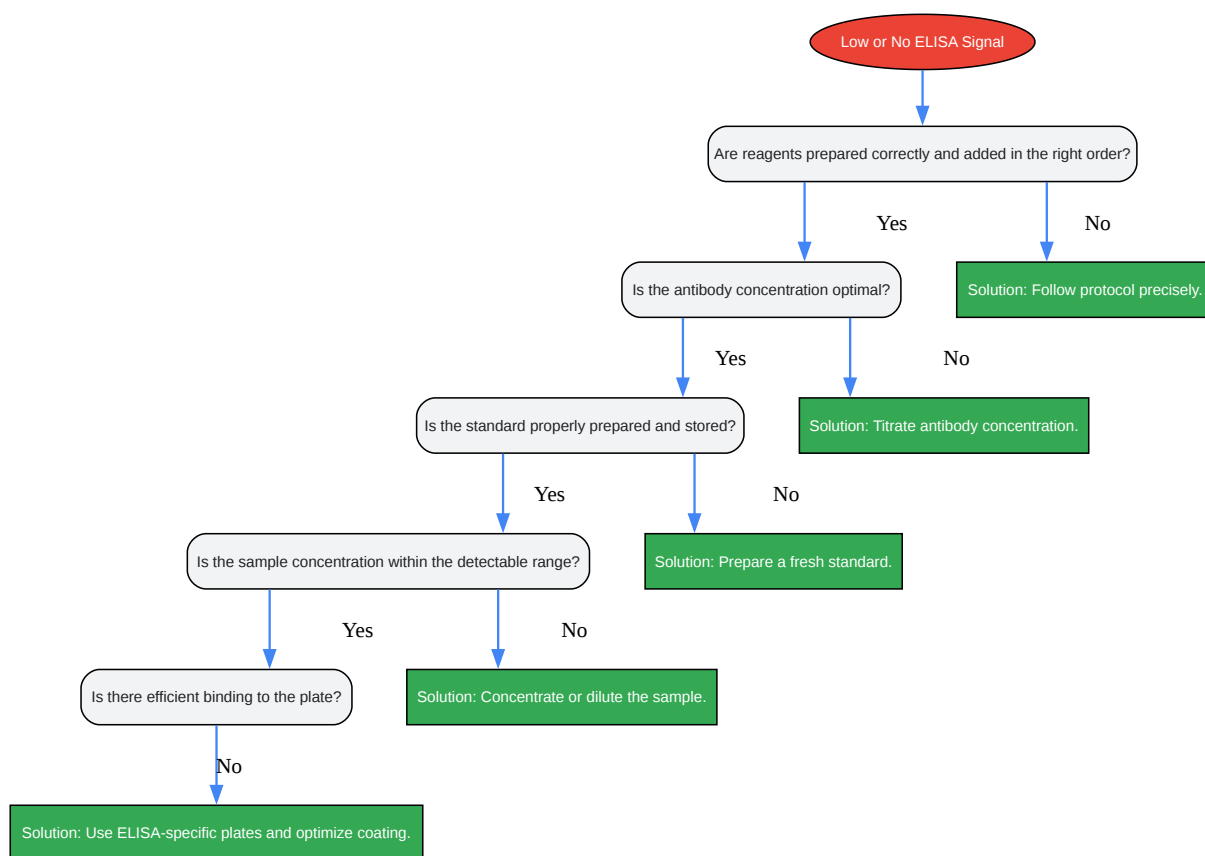 Low or No ELISA Signal
Are reagents prepared correctly and added in the right order?
Yes
No
Is the antibody concentration optimal?
Solution: Follow protocol precisely.
Yes
No
Is the standard properly prepared and stored?
Solution: Titrate antibody concentration.
Yes
No
Is the sample concentration within the detectable range?
Solution: Prepare a fresh standard.
Yes
No
Is there efficient binding to the plate?
Solution: Concentrate or dilute the sample.
No
Solution: Use ELISA-specific plates and optimize coating.